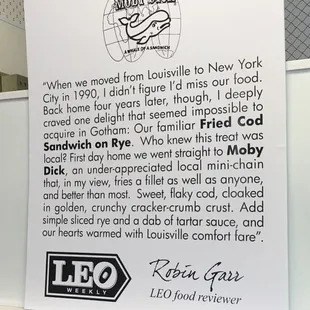 MOBY DICK
A WHALE OF A SANDWICH
"When we moved from Louisville to New York
City in 1990, I didn't figure I'd miss our food.
Back home four years later, though, I deeply
craved one delight that seemed impossible to
acquire in Gotham: Our familiar Fried Cod
Sandwich on Rye. Who knew this treat was
local? First day home we went straight to Moby
Dick, an under-appreciated local mini-chain
that, in my view, fries a fillet as well as anyone,
and better than most. Sweet, flaky cod, cloaked
in golden, crunchy cracker-crumb crust. Add
simple sliced rye and a dab of tartar sauce, and
our hearts warmed with Louisville comfort fare".
LEO
WEEKLY
Robin Garr
LEO food reviewer